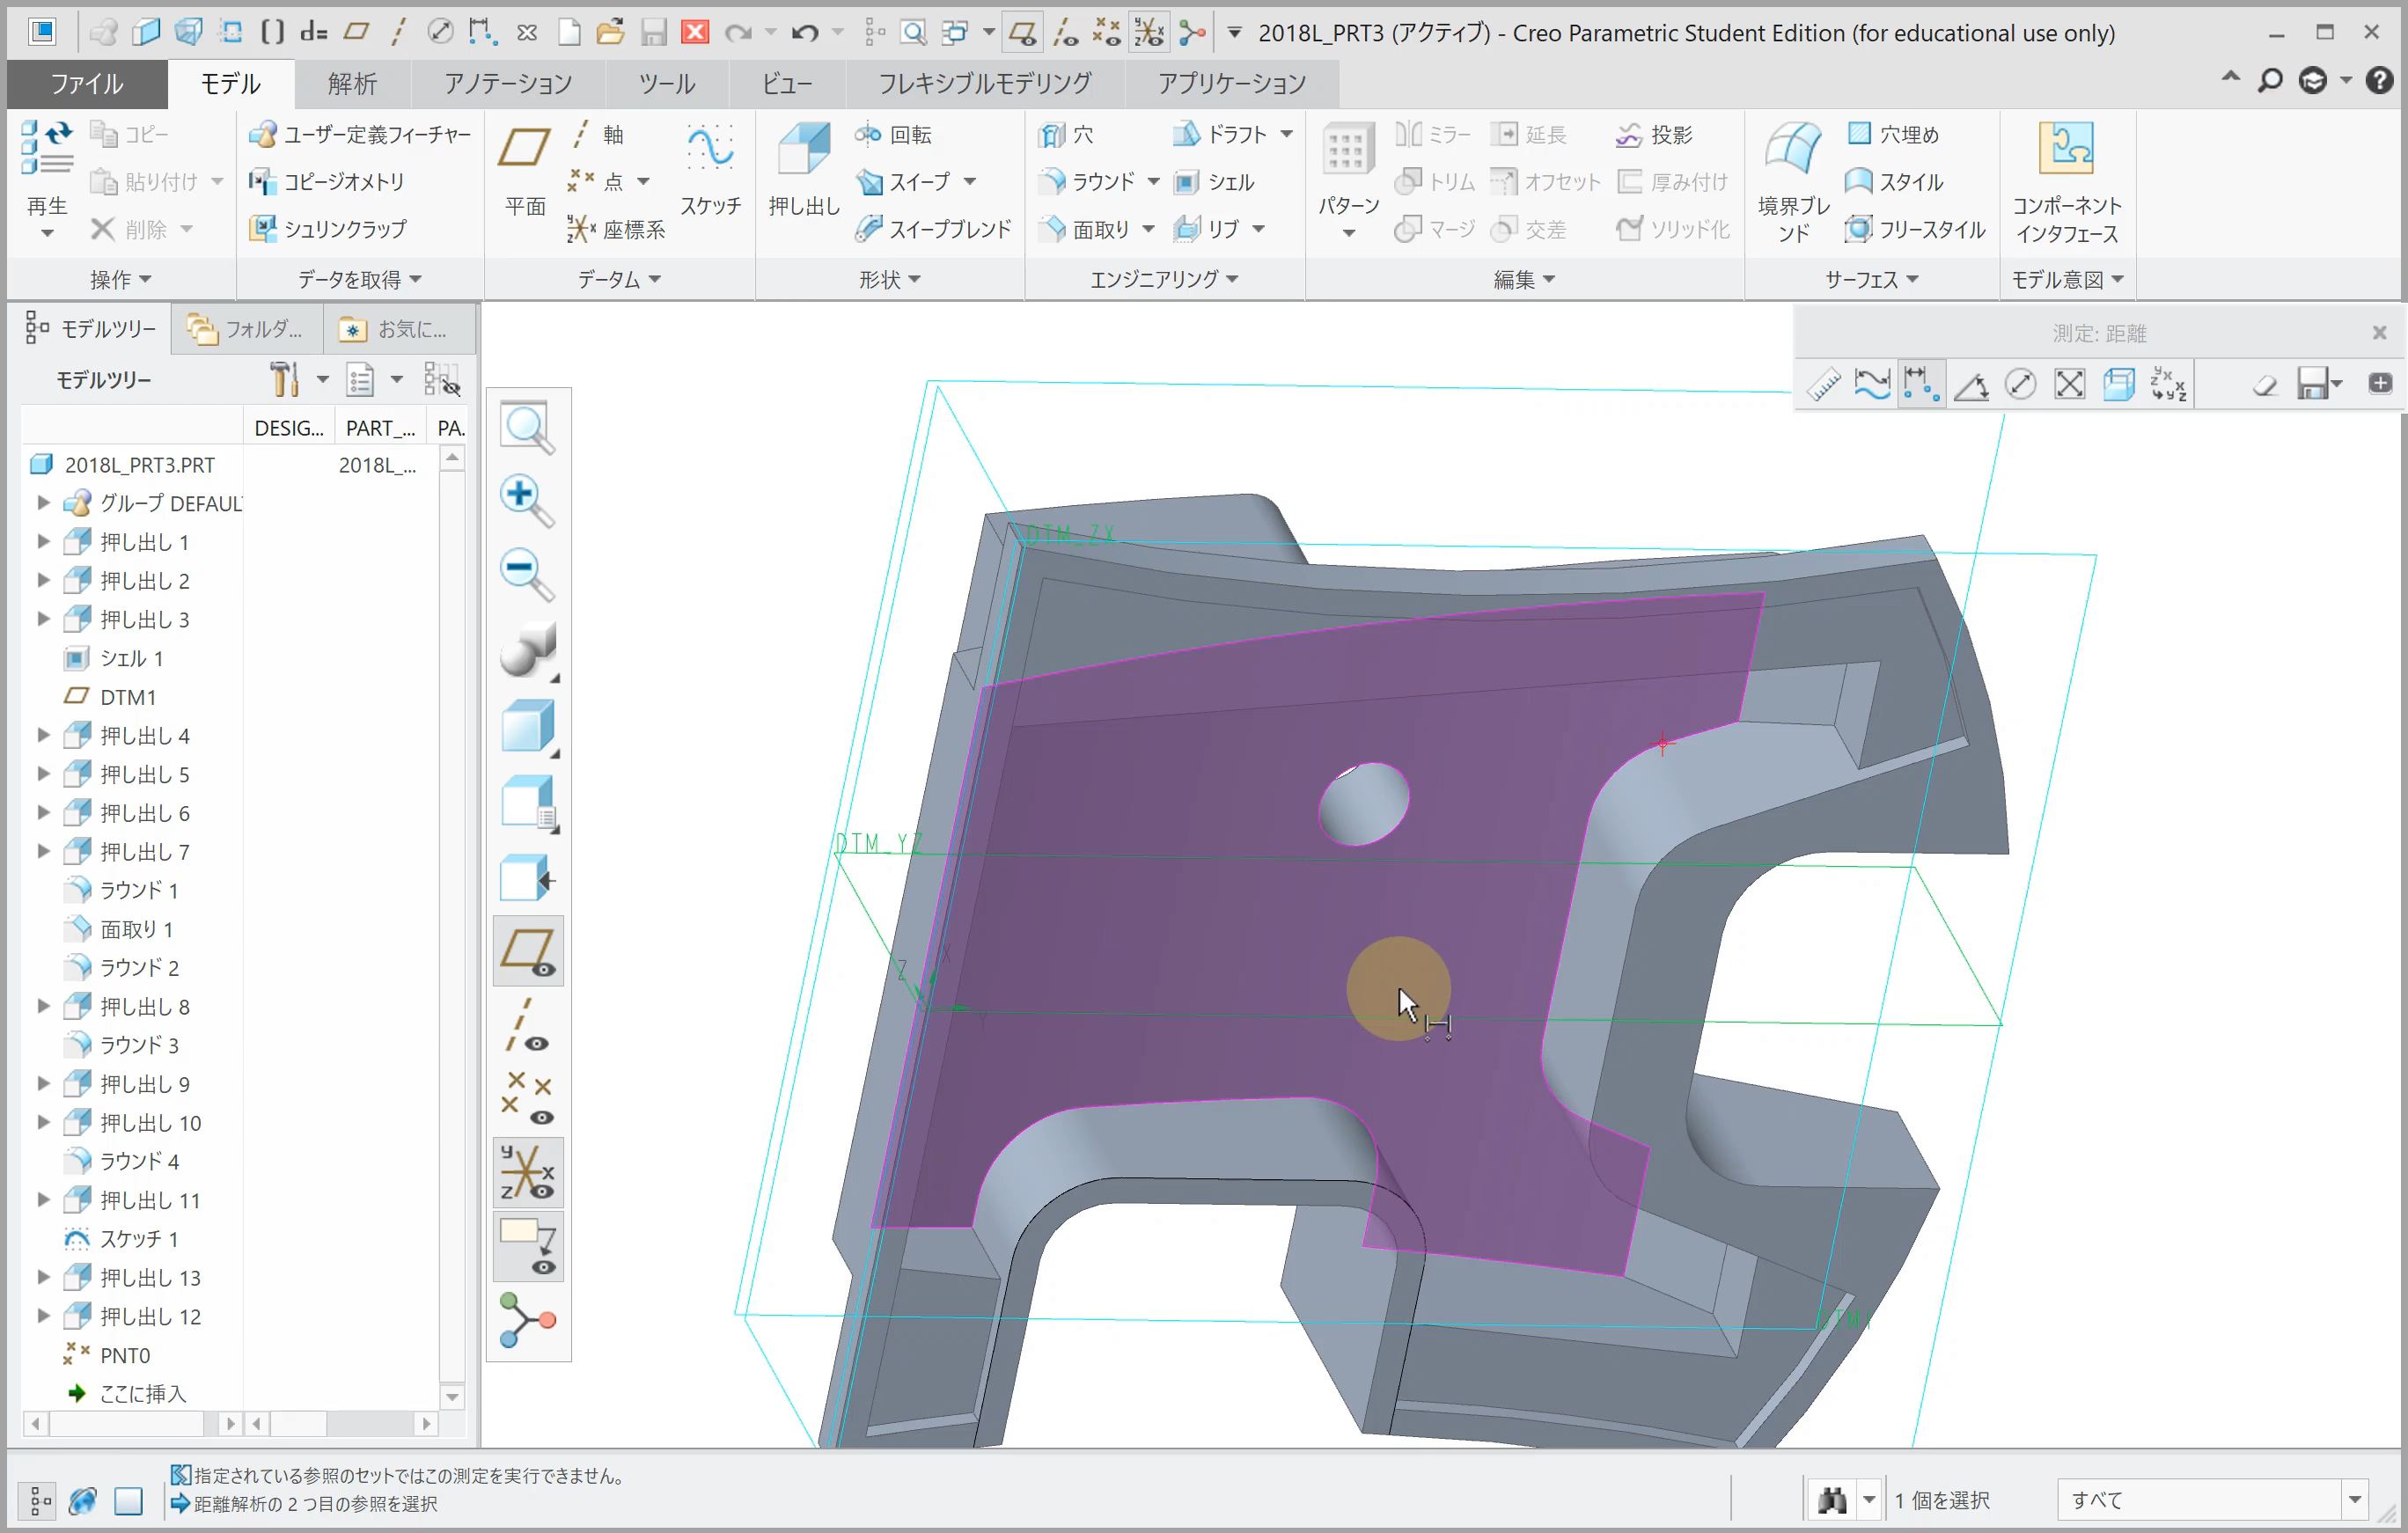 2018L_PRT3 (アクティブ) - Creo Parametric Student Edition (for educational use only)
ファイル モデル 解析 アノテーション ツール ビュー フレキシブルモデリング アプリケーション
再生
コピー
貼り付け
削除
操作
ユーザー定義フィーチャー
コピージオメトリ
シュリンクラップ
データを取得
平面
軸
点
座標系
スケッチ
データム
押し出し
回転
スイープ
スイープブレンド
形状
穴
ラウンド
面取り
ドラフト
シェル
リブ
エンジニアリング
パターン
ミラー
トリム
マージ
延長
オフセット
交差
投影
厚み付け
ソリッド化
編集
境界ブレ
ンド
穴埋め
スタイル
フリースタイル
サーフェス
コンポーネント
インタフェース
モデル意図
モデルツリー
フォルダ...
お気に...
モデルツリー
DESIG... PART_... PA.
2018L_PRT3.PRT 2018L_...
グループ DEFAUL
押し出し 1
押し出し 2
押し出し 3
シェル 1
DTM1
押し出し 4
押し出し 5
押し出し 6
押し出し 7
ラウンド 1
面取り 1
ラウンド 2
押し出し 8
ラウンド 3
押し出し 9
押し出し 10
ラウンド 4
押し出し 11
スケッチ 1
押し出し 13
押し出し 12
PNT0
ここに挿入
測定: 距離
DTM_ZX
DTM_YZ
Z X
Y
DTM1
指定されている参照のセットではこの測定を実行できません。
距離解析の 2 つ目の参照を選択
1 個を選択
すべて